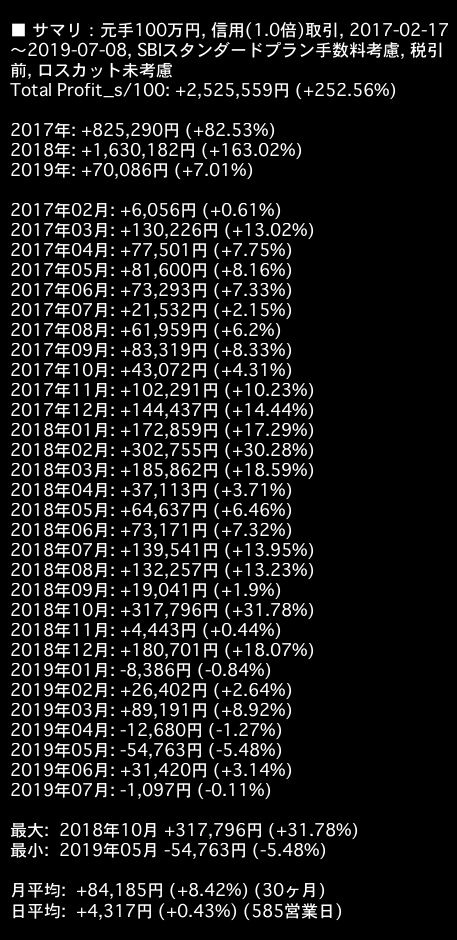 ■ サマリ：元手100万円, 信用(1.0倍)取引, 2017-02-17
～2019-07-08, SBIスタンダードプラン手数料考慮, 税引
前, ロスカット未考慮
Total Profit_s/100: +2,525,559円 (+252.56%)
2017年: +825,290円 (+82.53%)
2018年: +1,630,182円 (+163.02%)
2019年: +70,086円 (+7.01%)
2017年02月: +6,056円 (+0.61%)
2017年03月: +130,226円 (+13.02%)
2017年04月: +77,501円 (+7.75%)
2017年05月: +81,600円 (+8.16%)
2017年06月: +73,293円 (+7.33%)
2017年07月: +21,532円 (+2.15%)
2017年08月: +61,959円 (+6.2%)
2017年09月: +83,319円 (+8.33%)
2017年10月: +43,072円 (+4.31%)
2017年11月: +102,291円 (+10.23%)
2017年12月: +144,437円 (+14.44%)
2018年01月: +172,859円 (+17.29%)
2018年02月: +302,755円 (+30.28%)
2018年03月: +185,862円 (+18.59%)
2018年04月: +37,113円 (+3.71%)
2018年05月: +64,637円 (+6.46%)
2018年06月: +73,171円 (+7.32%)
2018年07月: +139,541円 (+13.95%)
2018年08月: +132,257円 (+13.23%)
2018年09月: +19,041円 (+1.9%)
2018年10月: +317,796円 (+31.78%)
2018年11月: +4,443円 (+0.44%)
2018年12月: +180,701円 (+18.07%)
2019年01月: -8,386円 (-0.84%)
2019年02月: +26,402円 (+2.64%)
2019年03月: +89,191円 (+8.92%)
2019年04月: -12,680円 (-1.27%)
2019年05月: -54,763円 (-5.48%)
2019年06月: +31,420円 (+3.14%)
2019年07月: -1,097円 (-0.11%)
最大: 2018年10月 +317,796円 (+31.78%)
最小: 2019年05月 -54,763円 (-5.48%)
月平均: +84,185円 (+8.42%) (30ヶ月)
日平均: +4,317円 (+0.43%) (585営業日)